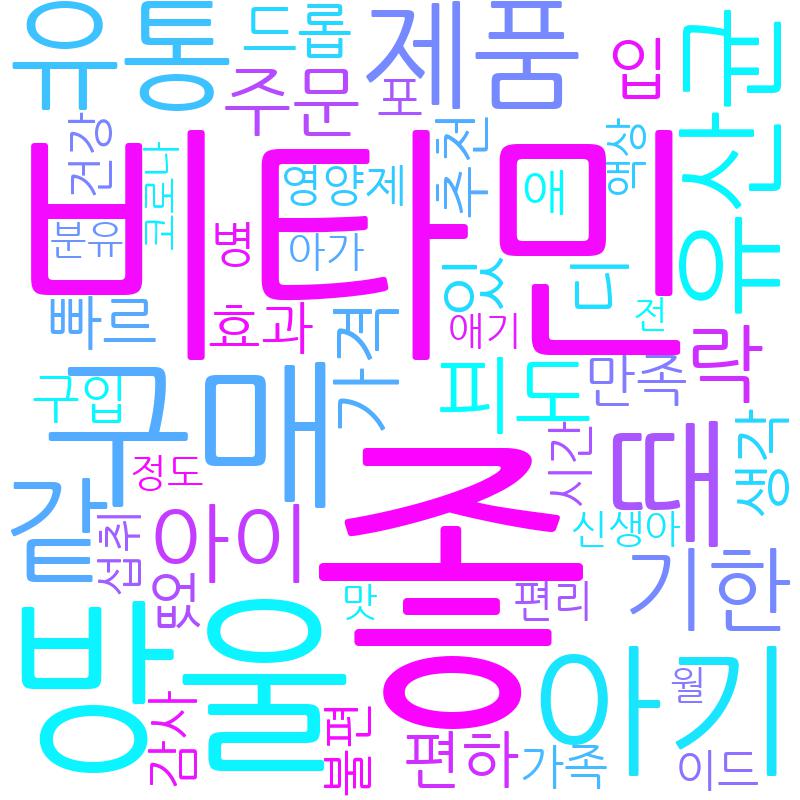 유통
드롭
제품
입
유산균
주문
포
건강
코로나
비타민
영양제
추천
액상
애
분유
병
아가
있
디
전
빠르
효과
가격
애기
락
구입
구매
피도
만족
생각
정도
좋
시간
때
같
섭취
아이
신생아
없
맛
편리
기한
방울
아기
월
감사
불편
편하
가족
이드